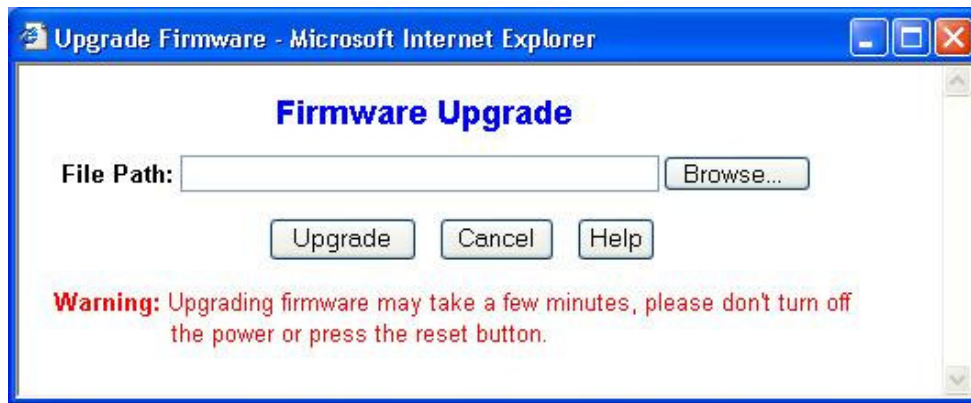 Upgrade Firmware - Microsoft Internet Explorer
Firmware Upgrade
File Path: Browse...
Upgrade Cancel Help
Warning: Upgrading firmware may take a few minutes, please don't turn off
the power or press the reset button.